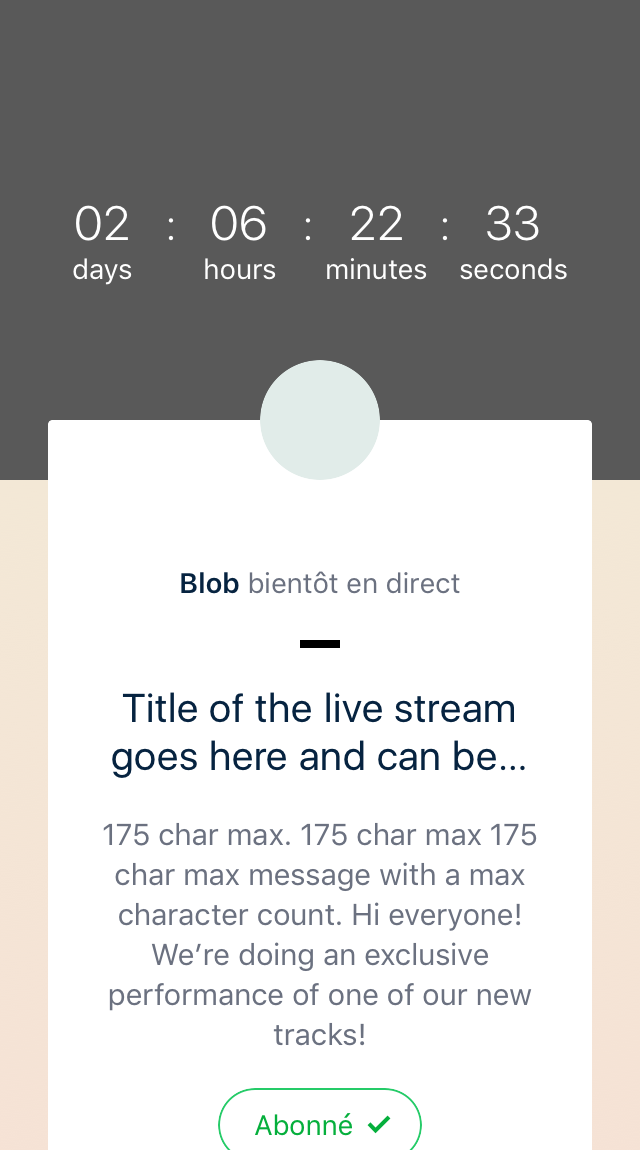 02 : 06 : 22 : 33
days hours minutes seconds
Blob bientôt en direct
Title of the live stream
goes here and can be...
175 char max. 175 char max 175
char max message with a max
character count. Hi everyone!
We’re doing an exclusive
performance of one of our new
tracks!
Abonné